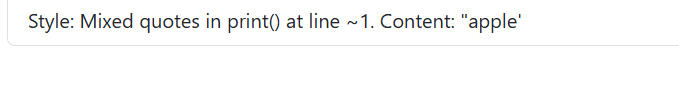 Style: Mixed quotes in print() at line ~1. Content: "apple'